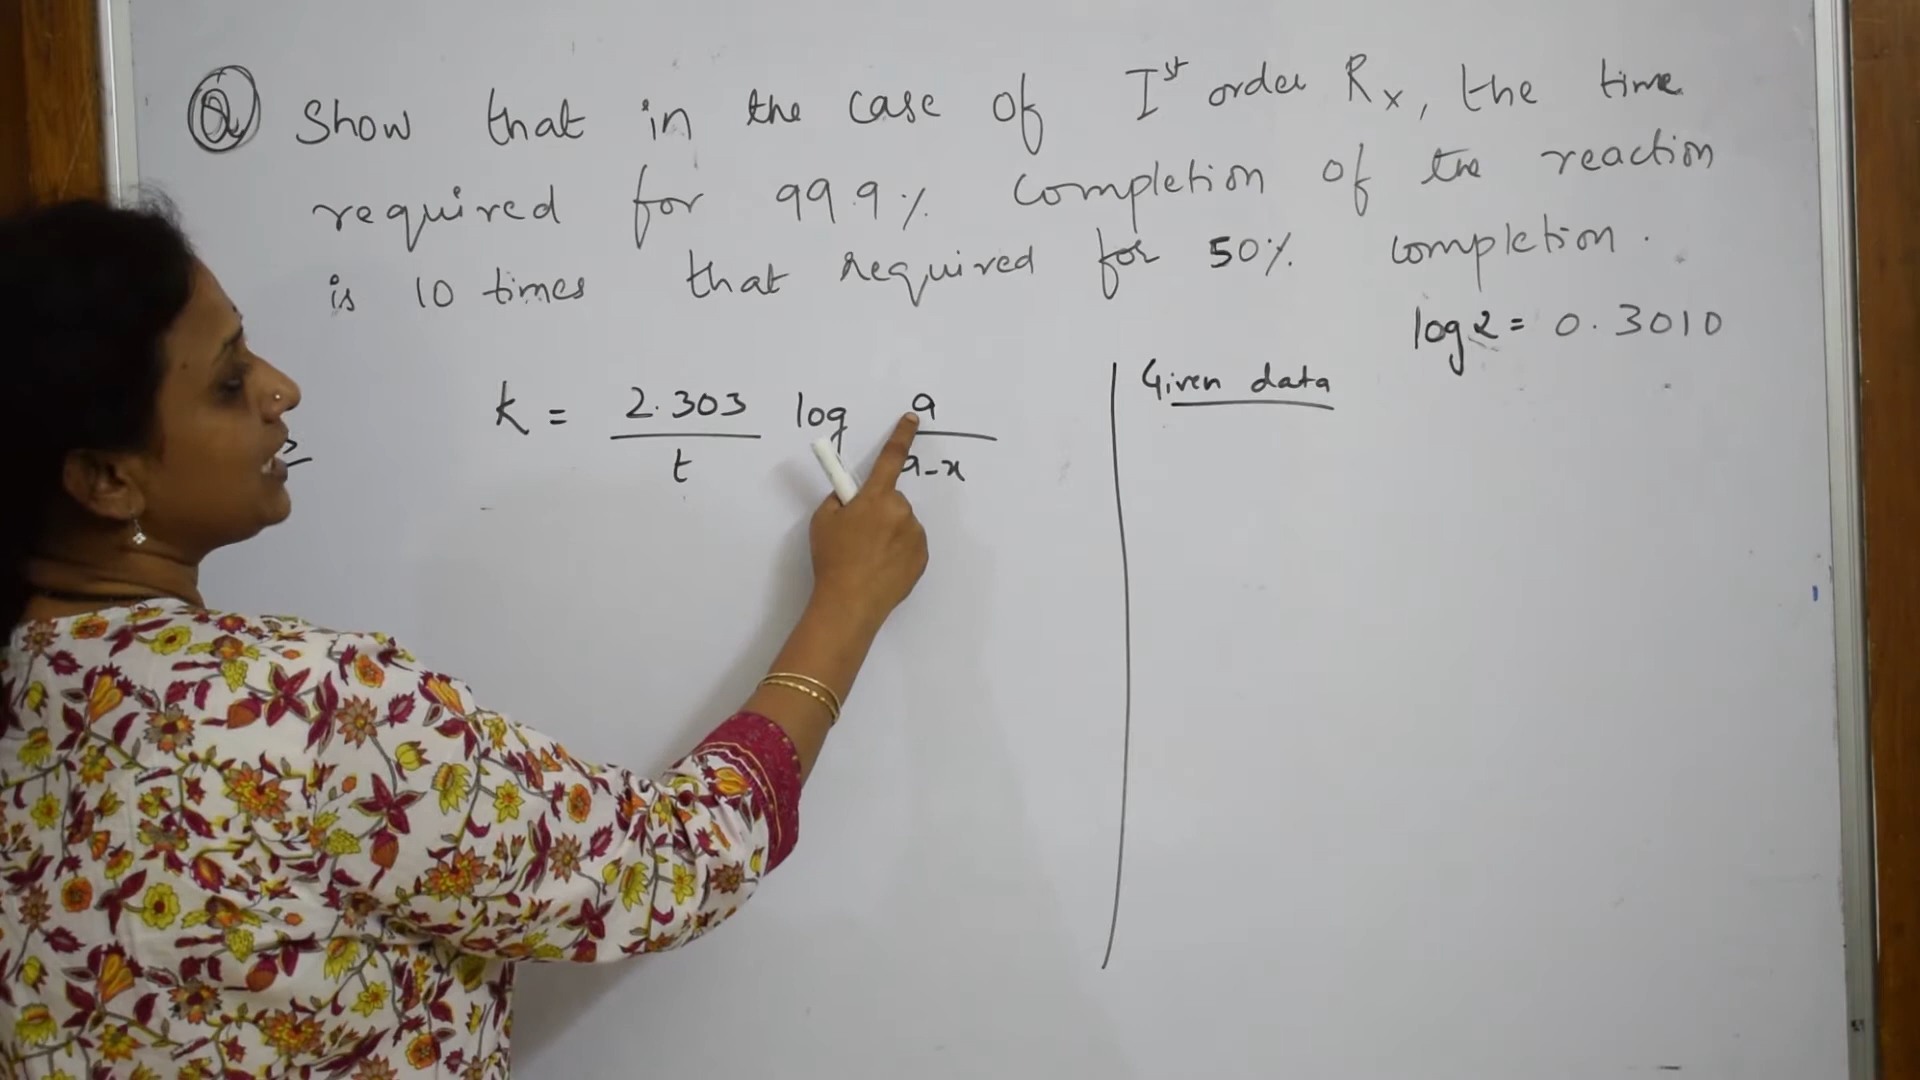 Q Show that in the case of Ist order Rx, the time
required for 99.9% completion of the reaction
is 10 times that required for 50% completion.
log 2 = 0.3010
k = 2.303 / t log a / a-x
Given data